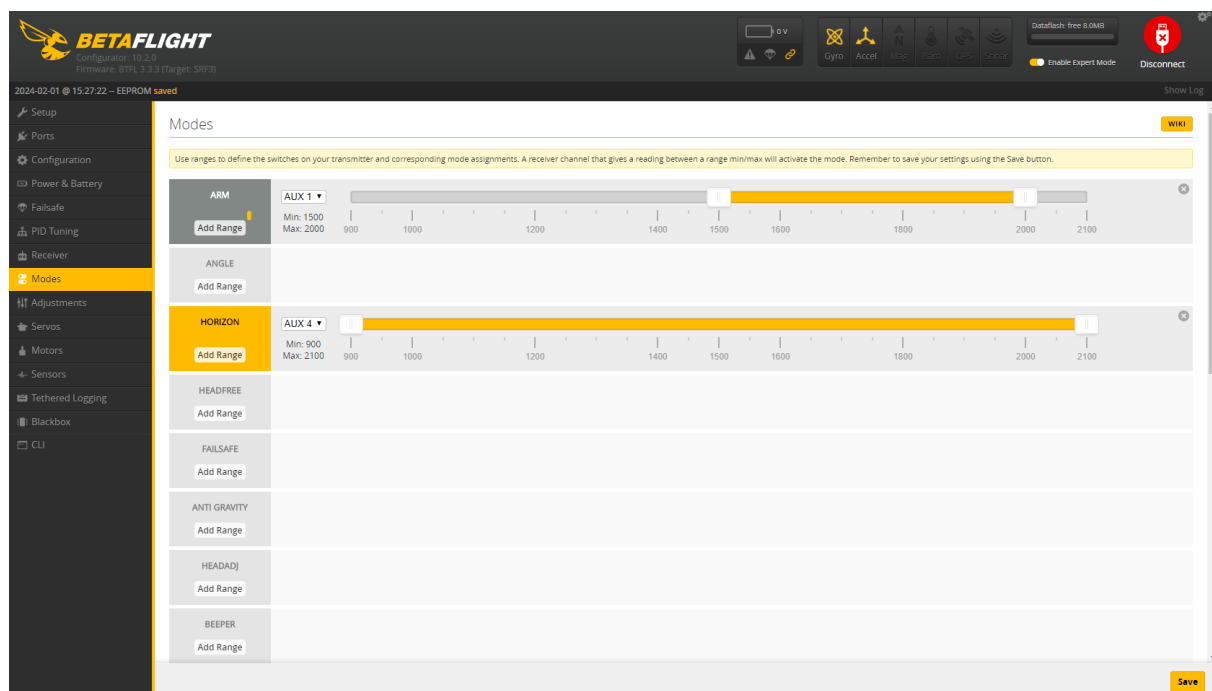 BETAFLIGHT
Configurator: 10.2.0
Firmware: BTFL 3.3.3 (Target: SRF3)
0 V
Gyro Accel Mag Baro GPS Sonar
Dataflash: free 8.0MB
Enable Expert Mode
Disconnect
2024-02-01 @ 15:27:22 -- EEPROM saved
Show Log
Setup
Ports
Configuration
Power & Battery
Failsafe
PID Tuning
Receiver
Modes
Adjustments
Servos
Motors
Sensors
Tethered Logging
Blackbox
CLI
Modes
WIKI
Use ranges to define the switches on your transmitter and corresponding mode assignments. A receiver channel that gives a reading between a range min/max will activate the mode. Remember to save your settings using the Save button.
ARM
Add Range
AUX 1
Min: 1500
Max: 2000
900 1000 1200 1400 1500 1600 1800 2000 2100
ANGLE
Add Range
HORIZON
Add Range
AUX 4
Min: 900
Max: 2100
900 1000 1200 1400 1500 1600 1800 2000 2100
HEADFREE
Add Range
FAILSAFE
Add Range
ANTI GRAVITY
Add Range
HEADADJ
Add Range
BEEPER
Add Range
Save